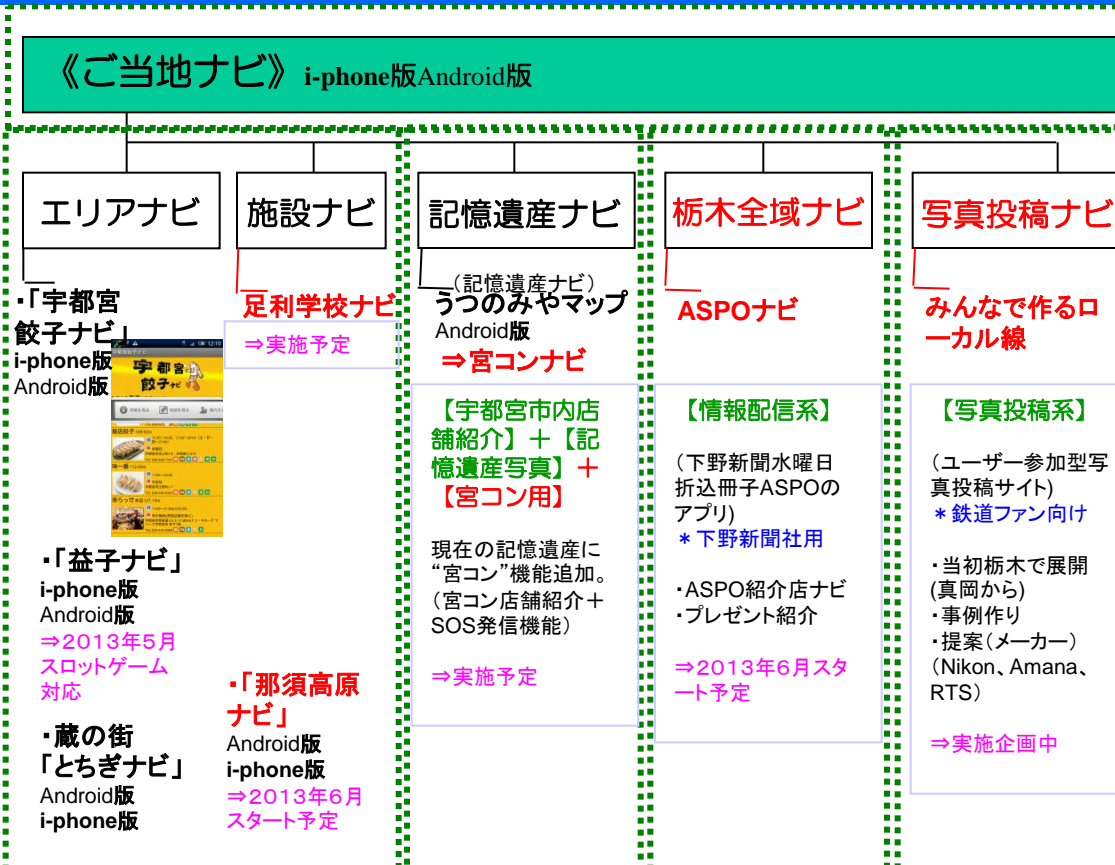 《ご当地ナビ》 i-phone版Android版
エリアナビ
・「宇都宮
餃子ナビ」
i-phone版
Android版
12:10
宇都宮
餃子ナビ
・「益子ナビ」
i-phone版
Android版
⇒2013年5月
スロットゲーム
対応
・蔵の街
「とちぎナビ」
Android版
i-phone版
施設ナビ
足利学校ナビ
⇒実施予定
・「那須高原
ナビ」
Android版
i-phone版
⇒2013年6月
スタート予定
記憶遺産ナビ
（記憶遺産ナビ）
うつのみやマップ
Android版
⇒宮コンナビ
【宇都宮市内店
舗紹介】＋【記
憶遺産写真】＋
【宮コン用】
現在の記憶遺産に
“宮コン”機能追加。
（宮コン店舗紹介＋
SOS発信機能）
⇒実施予定
栃木全域ナビ
ASPOナビ
【情報配信系】
（下野新聞水曜日
折込冊子ASPOの
アプリ)
＊下野新聞社用
・ASPO紹介店ナビ
・プレゼント紹介
⇒2013年6月スタ
ート予定
写真投稿ナビ
みんなで作るロ
ーカル線
【写真投稿系】
（ユーザー参加型写
真投稿サイト)
＊鉄道ファン向け
・当初栃木で展開
(真岡から)
・事例作り
・提案（メーカー）
（Nikon、Amana、
RTS）
⇒実施企画中